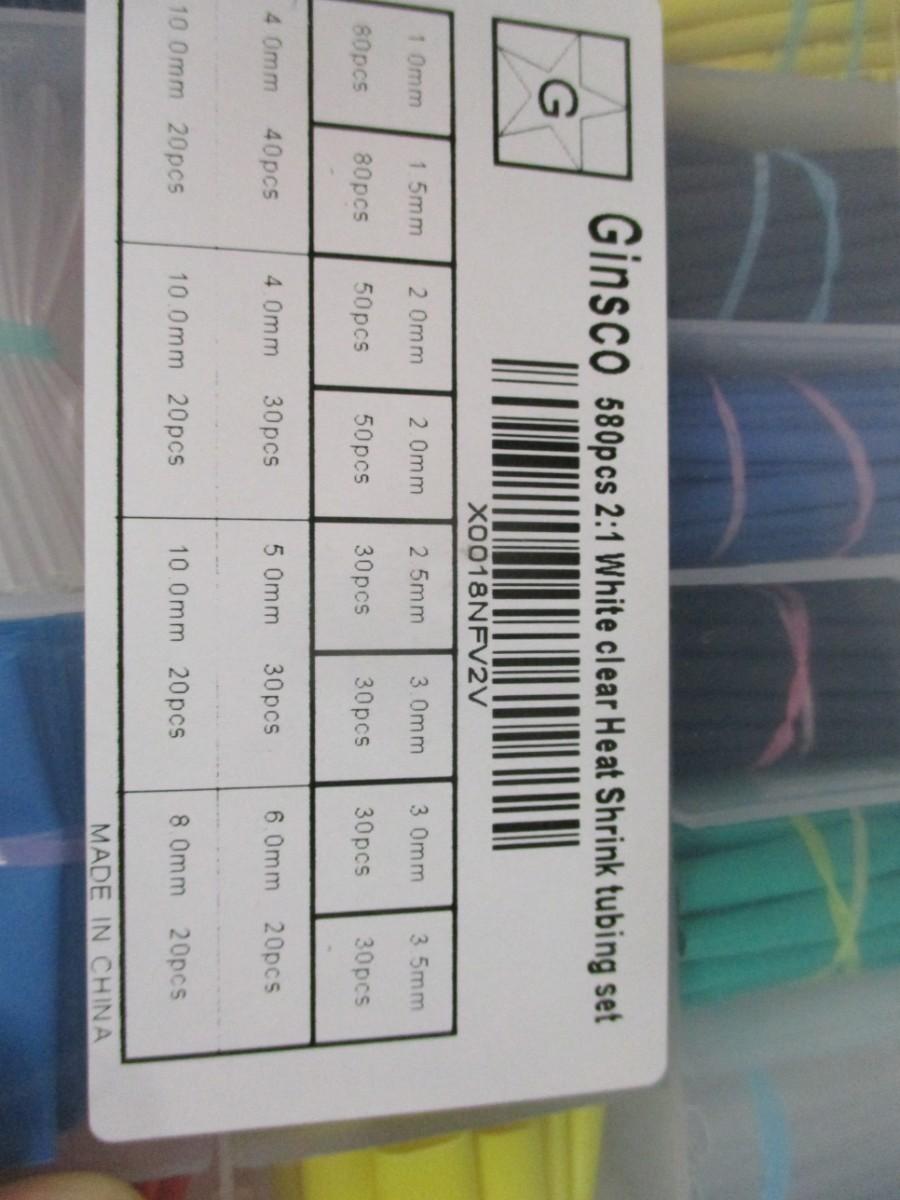 G
Ginsco 580pcs 2:1 White clear Heat Shrink tubing set
X0018NFV2V
1 0mm 1 5mm 2 0mm 2 0mm 2 5mm 3.0mm 3 0mm 3 5mm
80pcs 80pcs 50pcs 50pcs 30pcs 30pcs 30pcs 30pcs
4 0mm 40pcs 4.0mm 30pcs 5 0mm 30pcs 6.0mm 20pcs
10 0mm 20pcs 10.0mm 20pcs 10.0mm 20pcs 8 0mm 20pcs
MADE IN CHINA